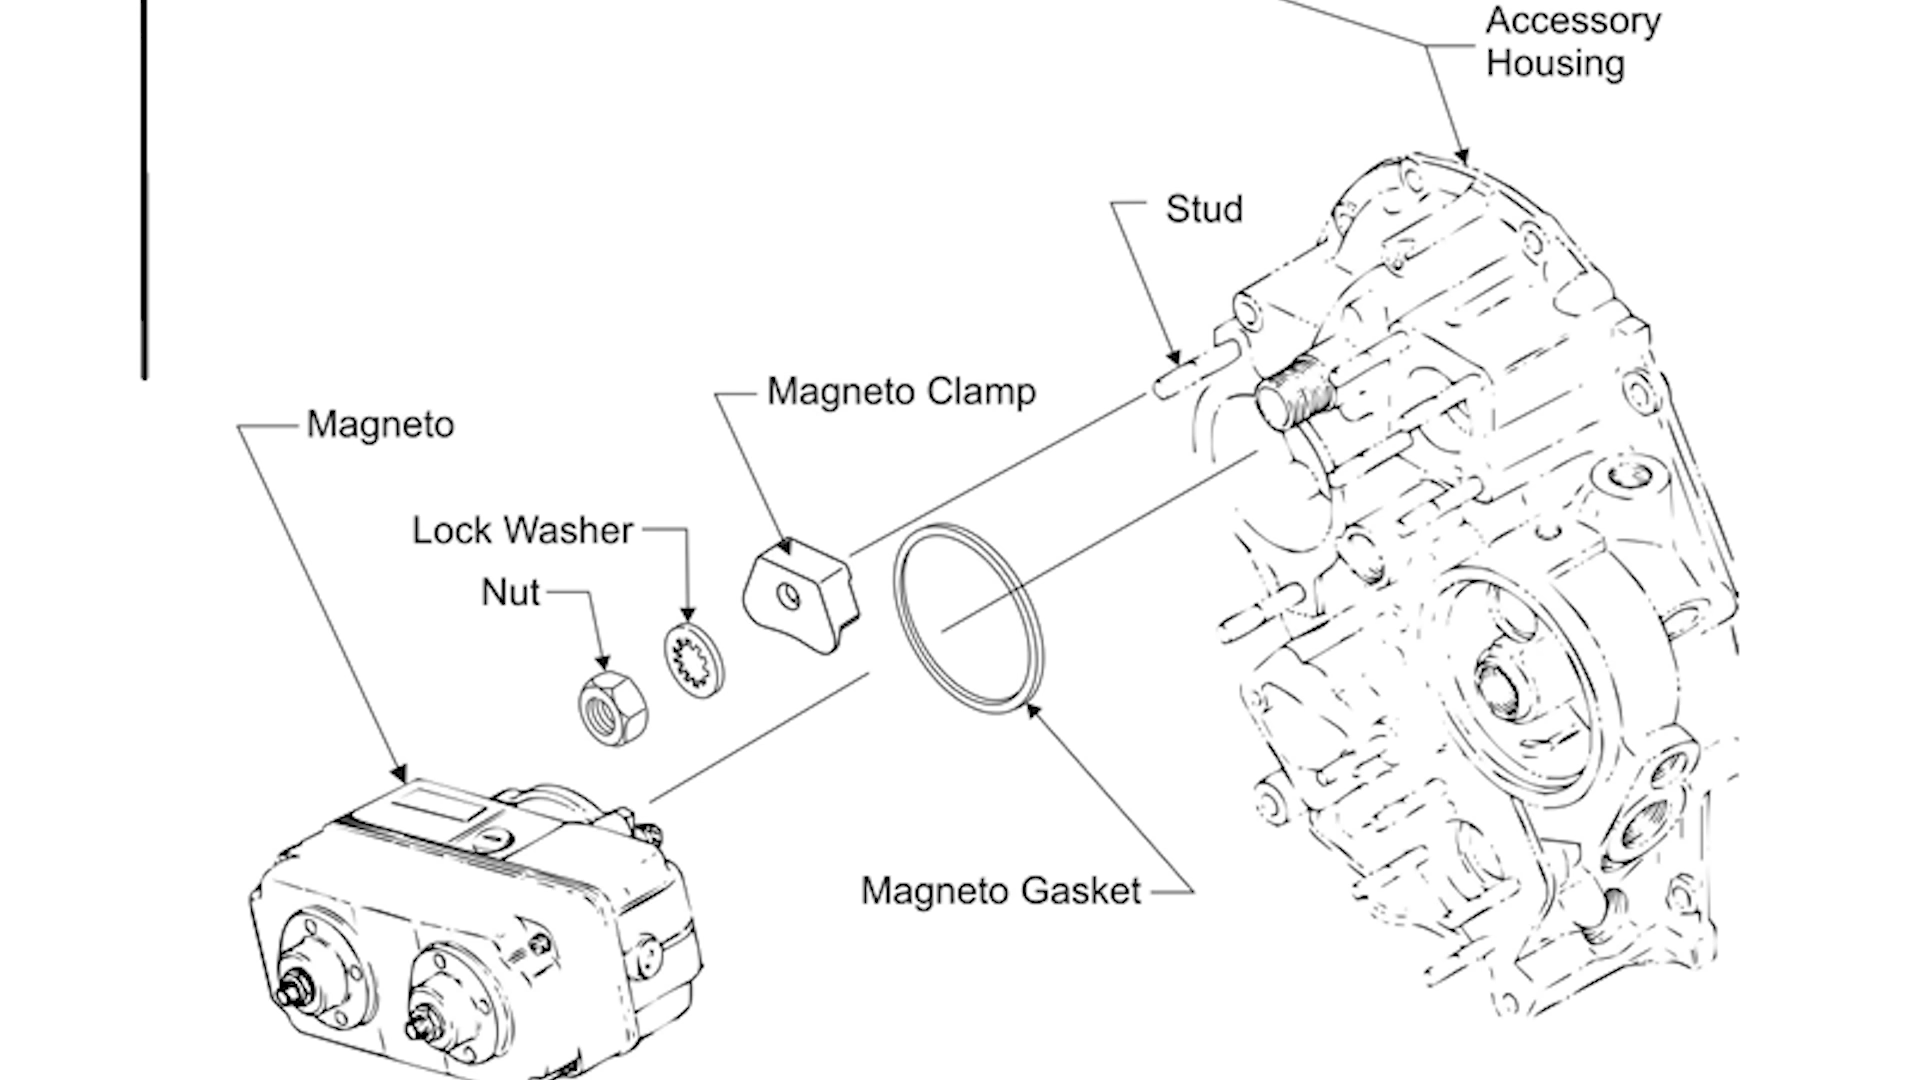 Accessory
Housing
Stud
Magneto Clamp
Magneto
Lock Washer
Nut
Magneto Gasket